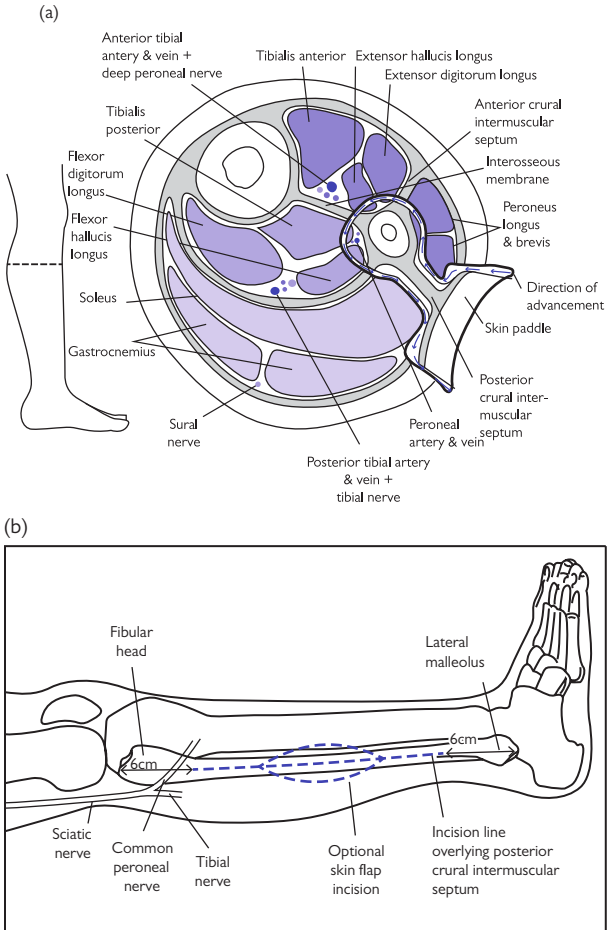 (a)
Anterior tibial
antery & vein +
deep peroneal nerve
Tibialis anterior
Extensor hallucis longus
Extensor digitorum longus
Tibialis
posterior
Anterior crural
intermuscular
septum
Flexor
digitorum
longus
Interosseous
membrane
Flexor
hallucis
longus
Peroneus
longus
& brevis
Soleus
Direction of
advancement
Skin paddle
Gastrocnemius
Sural
nerve
Posterior tibial artery
& vein +
tibial nerve
Peroneal
artery & vein
Posterior
crural inter-
muscular
septum
(b)
Fibular
head
Lateral
malleolus
6cm
6cm
Sciatic
nerve
Common
peroneal
nerve
Tibial
nerve
Optional
skin flap
incision
Incision line
overlying posterior
crural intermuscular
septum